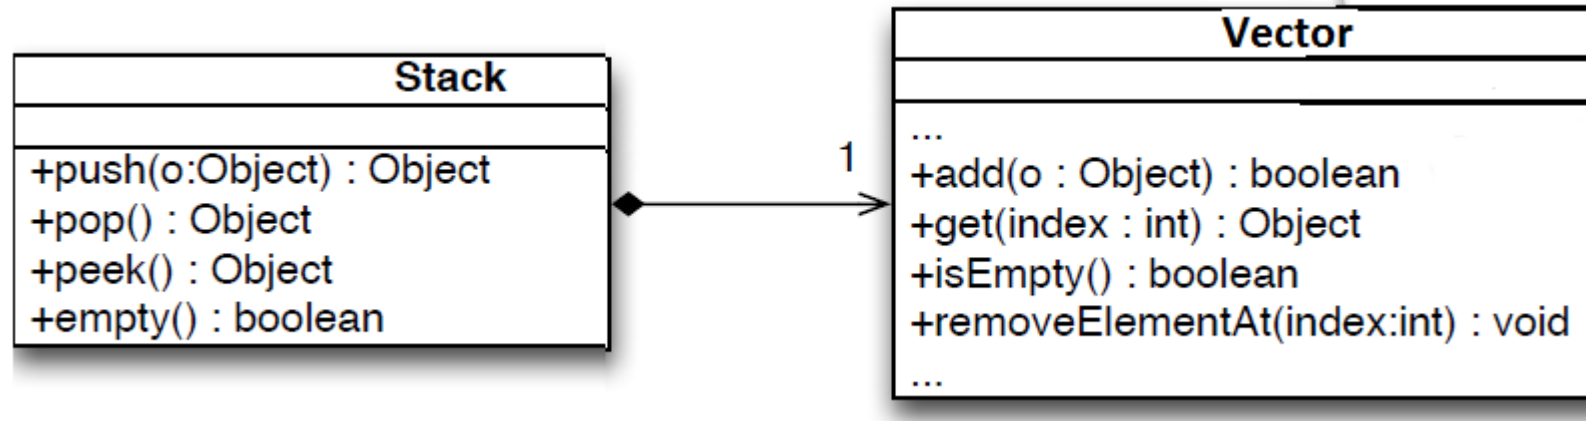 Stack
+push(o:Object) : Object
+pop() : Object
+peek() : Object
+empty() : boolean
1
Vector
...
+add(o : Object) : boolean
+get(index : int) : Object
+isEmpty() : boolean
+removeElementAt(index:int) : void
...